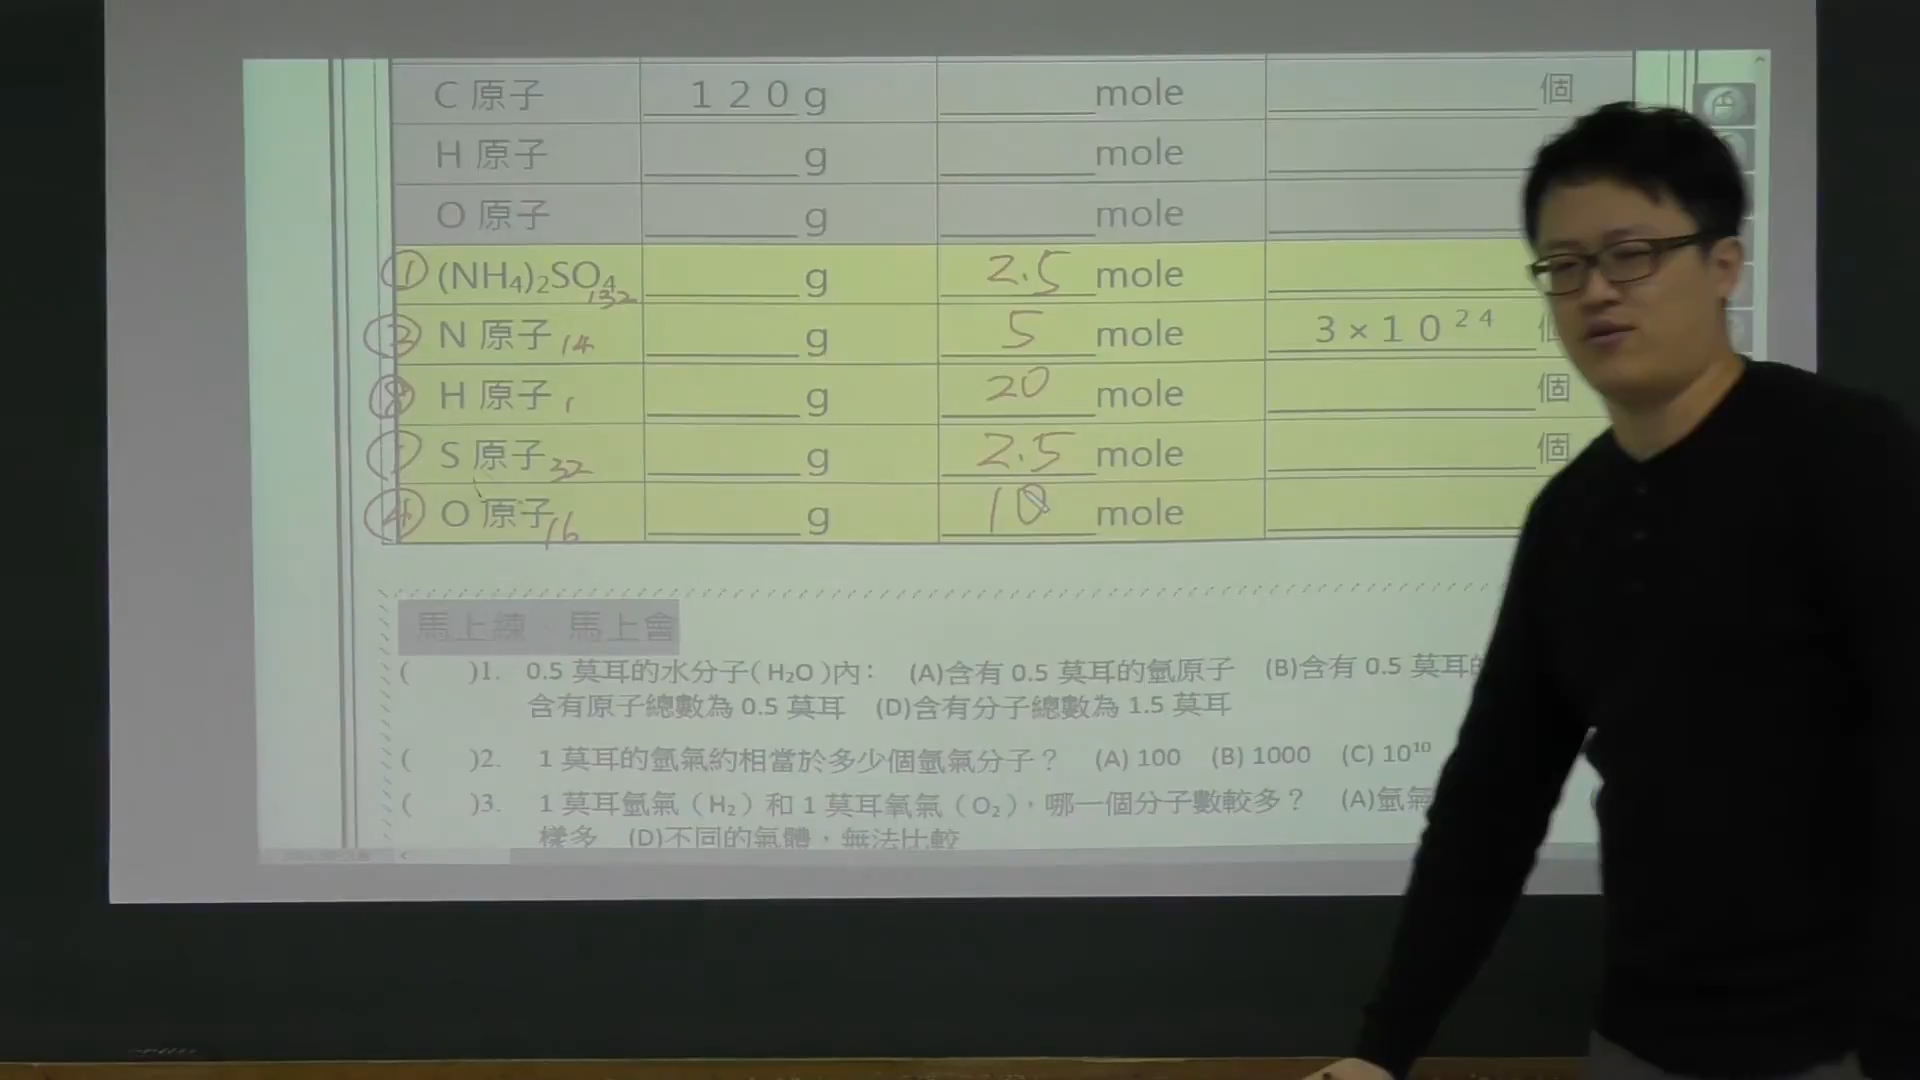 C 原子 120 g mole 個
H 原子 g mole
O 原子 g mole
① (NH₄)₂SO₄ 132 g 2.5 mole
② N 原子 14 g 5 mole 3×10²⁴
⑧ H 原子 1 g 20 mole 個
① S 原子 32 g 2.5 mole 個
④ O 原子 16 g 10 mole
馬上練．馬上會
( )1. 0.5 莫耳的水分子(H₂O)內： (A)含有 0.5 莫耳的氫原子 (B)含有 0.5 莫耳
含有原子總數為 0.5 莫耳 (D)含有分子總數為 1.5 莫耳
( )2. 1 莫耳的氫氣約相當於多少個氫氣分子？ (A) 100 (B) 1000 (C) 10¹⁰
( )3. 1 莫耳氫氣（H₂）和 1 莫耳氧氣（O₂），哪一個分子數較多？ (A)氫氣
樣多 (D)不同的氣體，無法比較